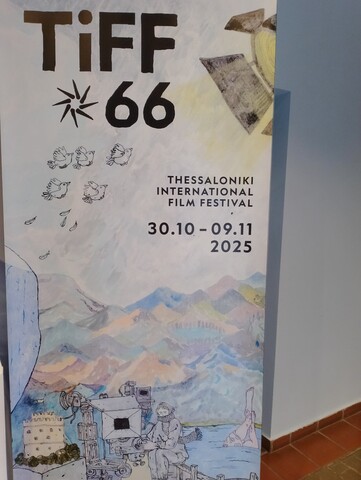 TiFF
66
THESSALONIKI
INTERNATIONAL
FILM FESTIVAL
30.10 – 09.11
2025